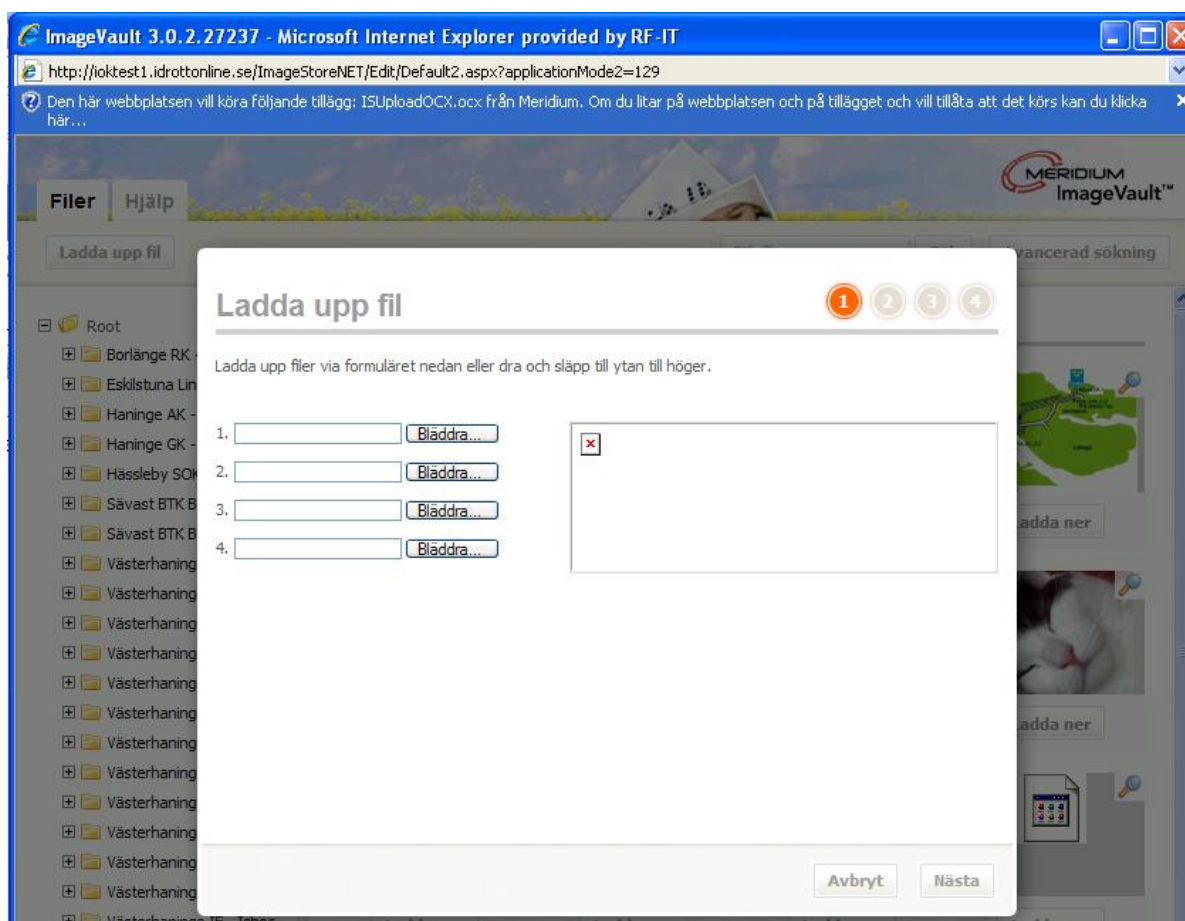 ImageVault 3.0.2.27237 - Microsoft Internet Explorer provided by RF-IT
http://ioktest1.idrottonline.se/ImageStoreNET/Edit/Default2.aspx?applicationMode2=129
Den här webbplatsen vill köra följande tillägg: ISUploadOCX.ocx från Meridium. Om du litar på webbplatsen och på tillägget och vill tillåta att det körs kan du klicka
här...
MERIDIUM
ImageVault™
Filer Hjälp
Ladda upp fil
vancerad sökning
Ladda upp fil
1 2 3 4
Root
Borlänge RK -
Ladda upp filer via formuläret nedan eller dra och släpp till ytan till höger.
Eskilstuna Lin
Haninge AK -
1. Bläddra...
Haninge GK -
Hässleby SOK
2. Bläddra...
Sävast BTK B
3. Bläddra...
adda ner
Sävast BTK B
4. Bläddra...
Västerhaning
Västerhaning
Västerhaning
Västerhaning
Västerhaning
Västerhaning
adda ner
Västerhaning
Västerhaning
Västerhaning
Västerhaning
Västerhaning
Västerhaning
Avbryt Nästa